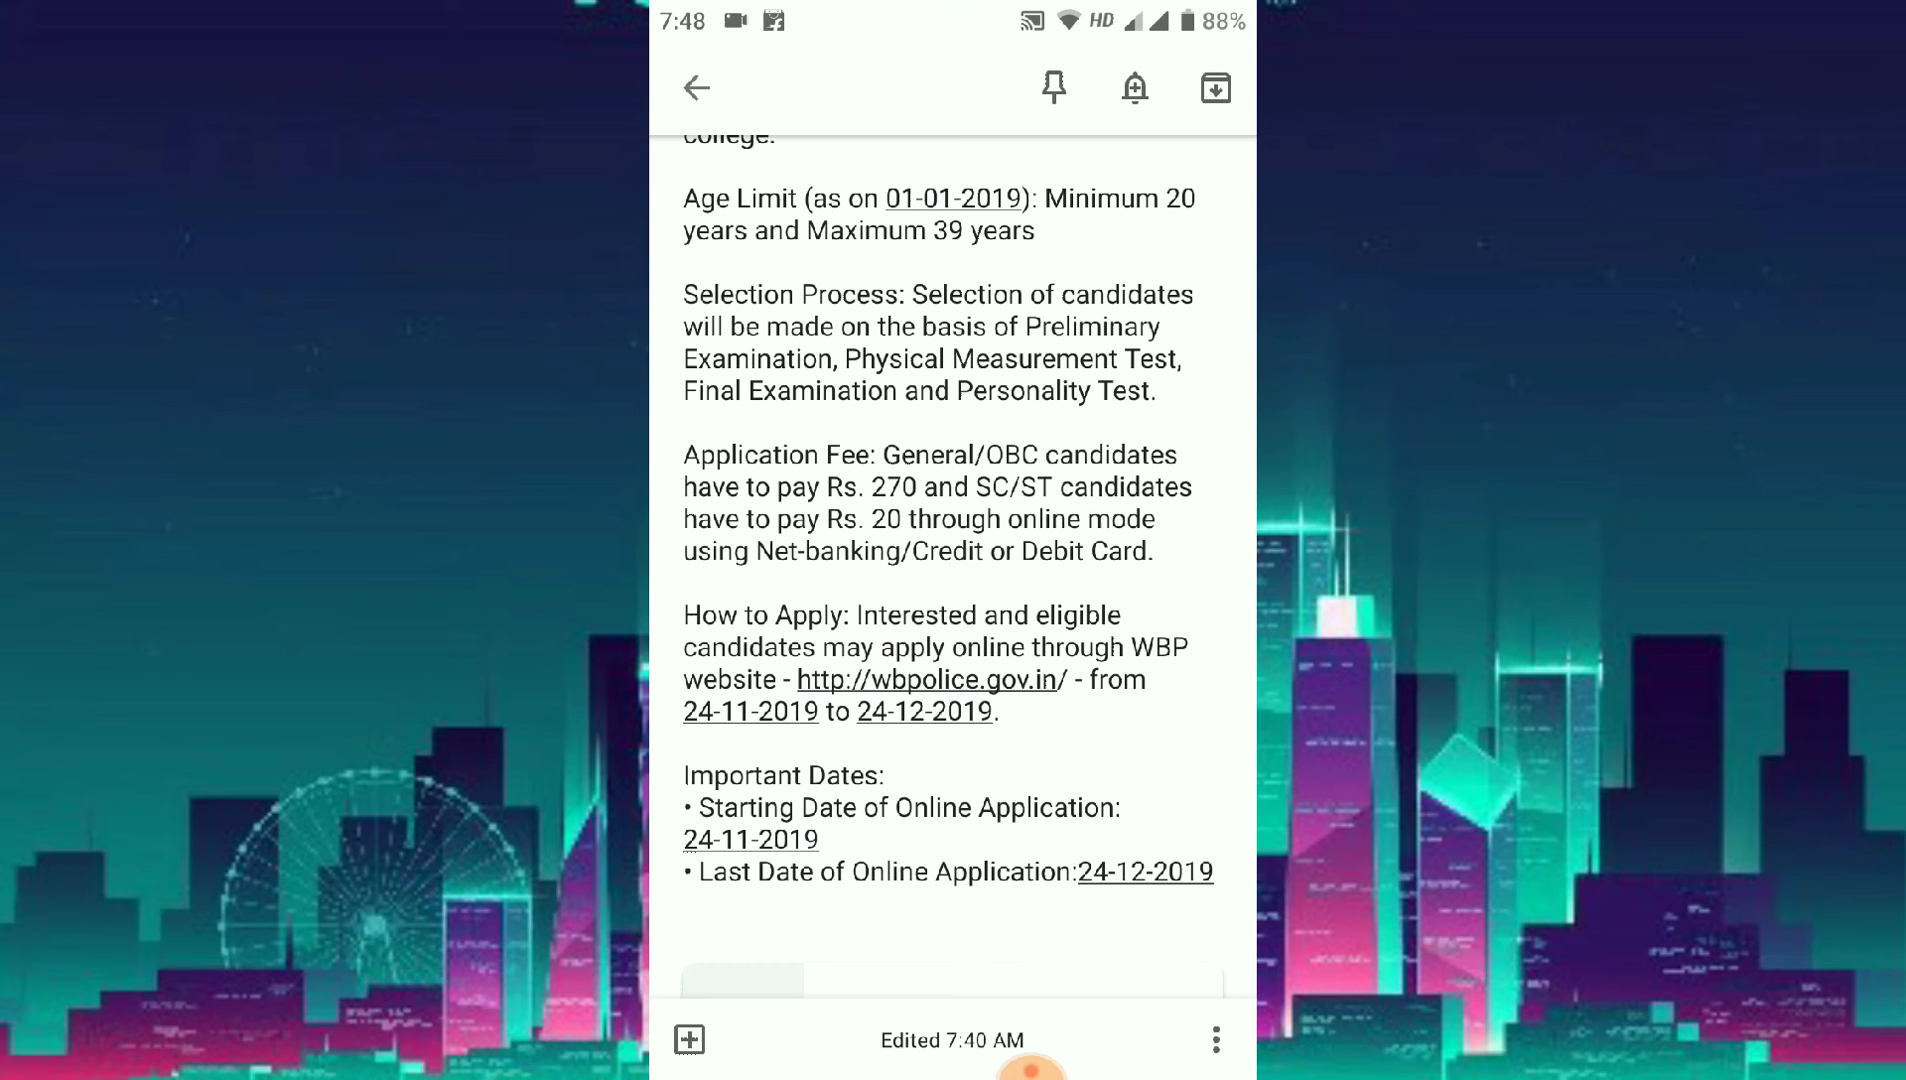 7:48
HD
88%
college.
Age Limit (as on 01-01-2019): Minimum 20
years and Maximum 39 years
Selection Process: Selection of candidates
will be made on the basis of Preliminary
Examination, Physical Measurement Test,
Final Examination and Personality Test.
Application Fee: General/OBC candidates
have to pay Rs. 270 and SC/ST candidates
have to pay Rs. 20 through online mode
using Net-banking/Credit or Debit Card.
How to Apply: Interested and eligible
candidates may apply online through WBP
website - http://wbpolice.gov.in/ - from
24-11-2019 to 24-12-2019.
Important Dates:
• Starting Date of Online Application:
24-11-2019
• Last Date of Online Application:24-12-2019
Edited 7:40 AM